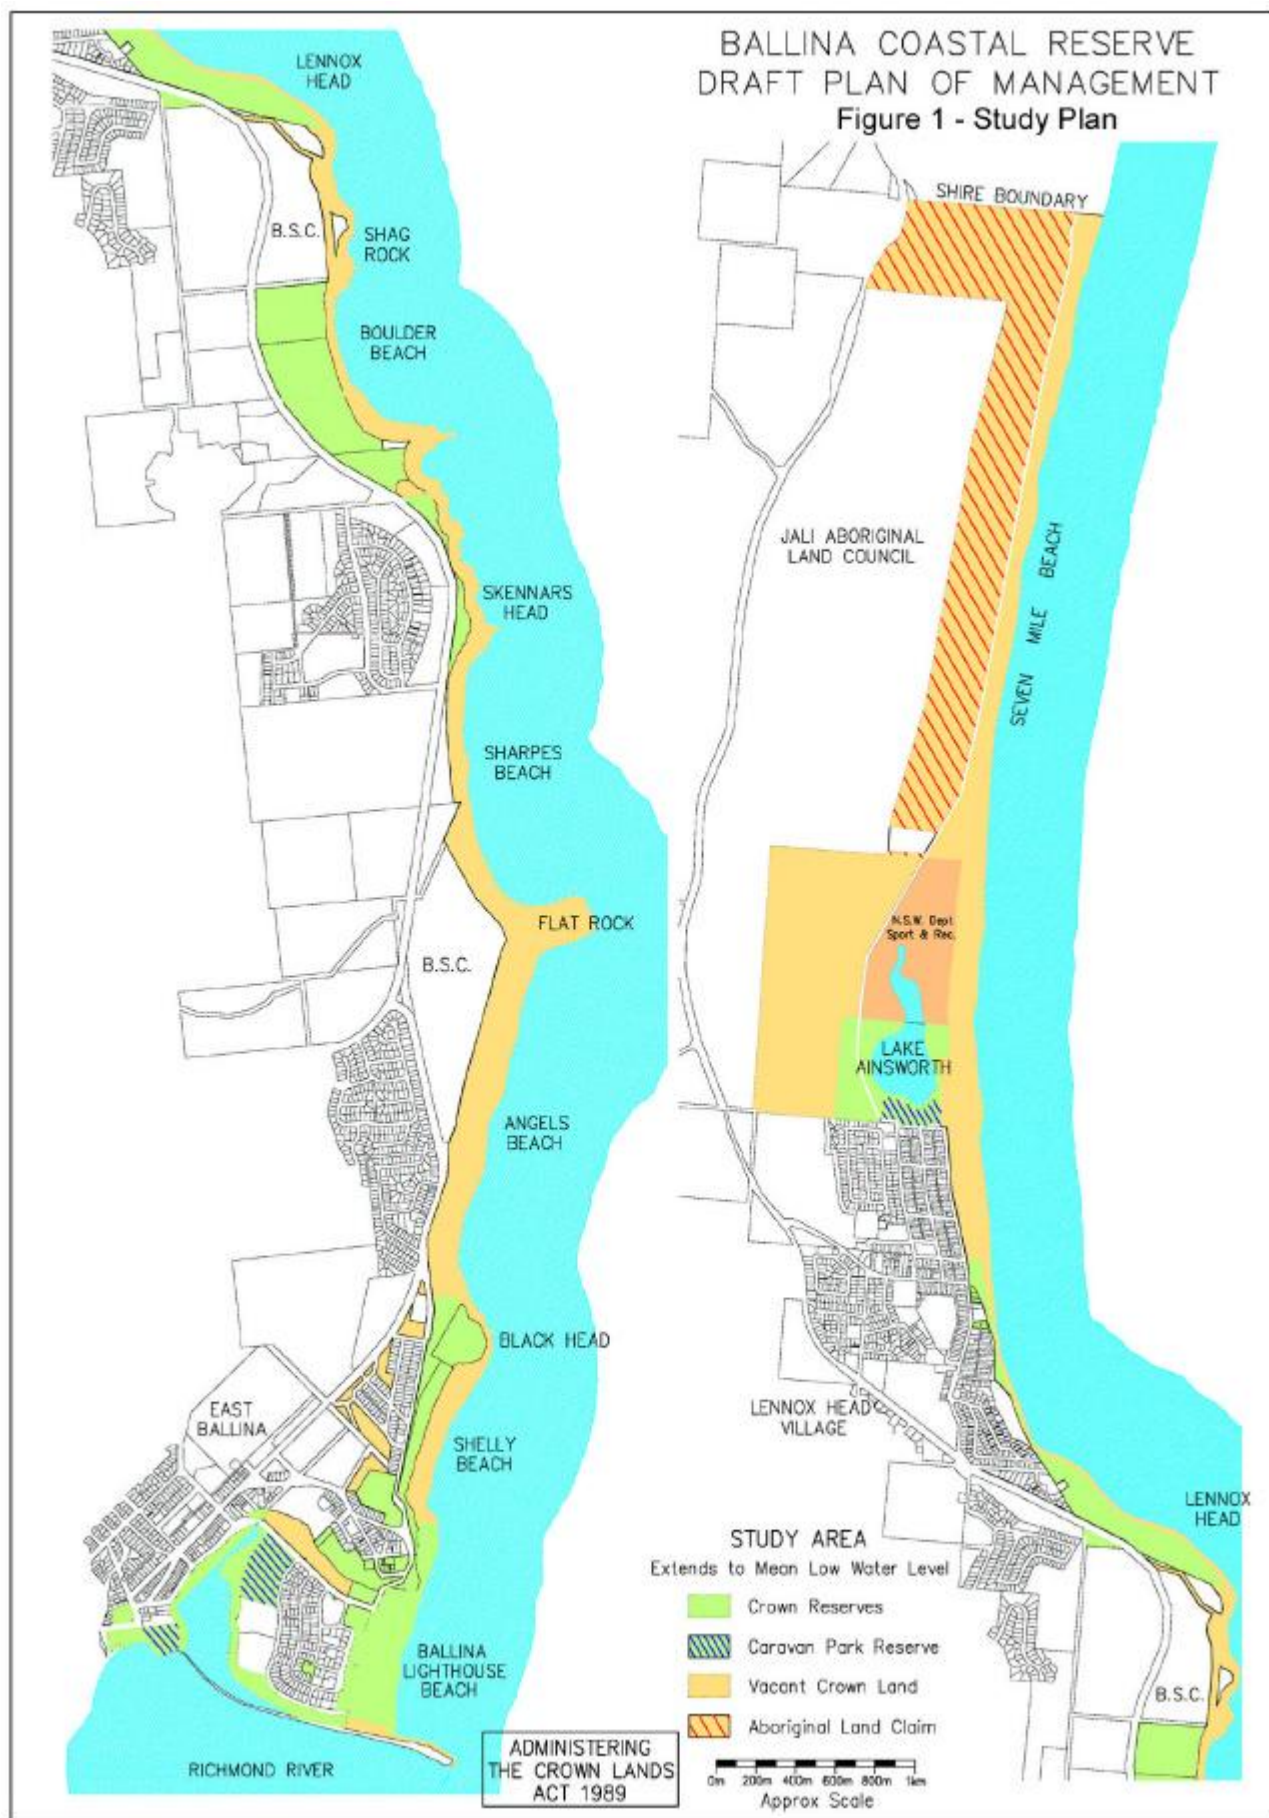 BALLINA COASTAL RESERVE
DRAFT PLAN OF MANAGEMENT
Figure 1 - Study Plan
LENNOX
HEAD
B.S.C.
SHAG
ROCK
BOULDER
BEACH
SKENNARS
HEAD
SHARPES
BEACH
FLAT ROCK
B.S.C.
ANGELS
BEACH
BLACK HEAD
EAST
BALLINA
SHELLY
BEACH
BALLINA
LIGHTHOUSE
BEACH
RICHMOND RIVER
ADMINISTERING
THE CROWN LANDS
ACT 1989
SHIRE BOUNDARY
JALI ABORIGINAL
LAND COUNCIL
SEVEN MILE BEACH
N.S.W. Dept
Sport & Rec.
LAKE
AINSWORTH
LENNOX HEAD
VILLAGE
LENNOX
HEAD
B.S.C.
STUDY AREA
Extends to Mean Low Water Level
Crown Reserves
Caravan Park Reserve
Vacant Crown Land
Aboriginal Land Claim
0m 200m 400m 600m 800m 1km
Approx Scale